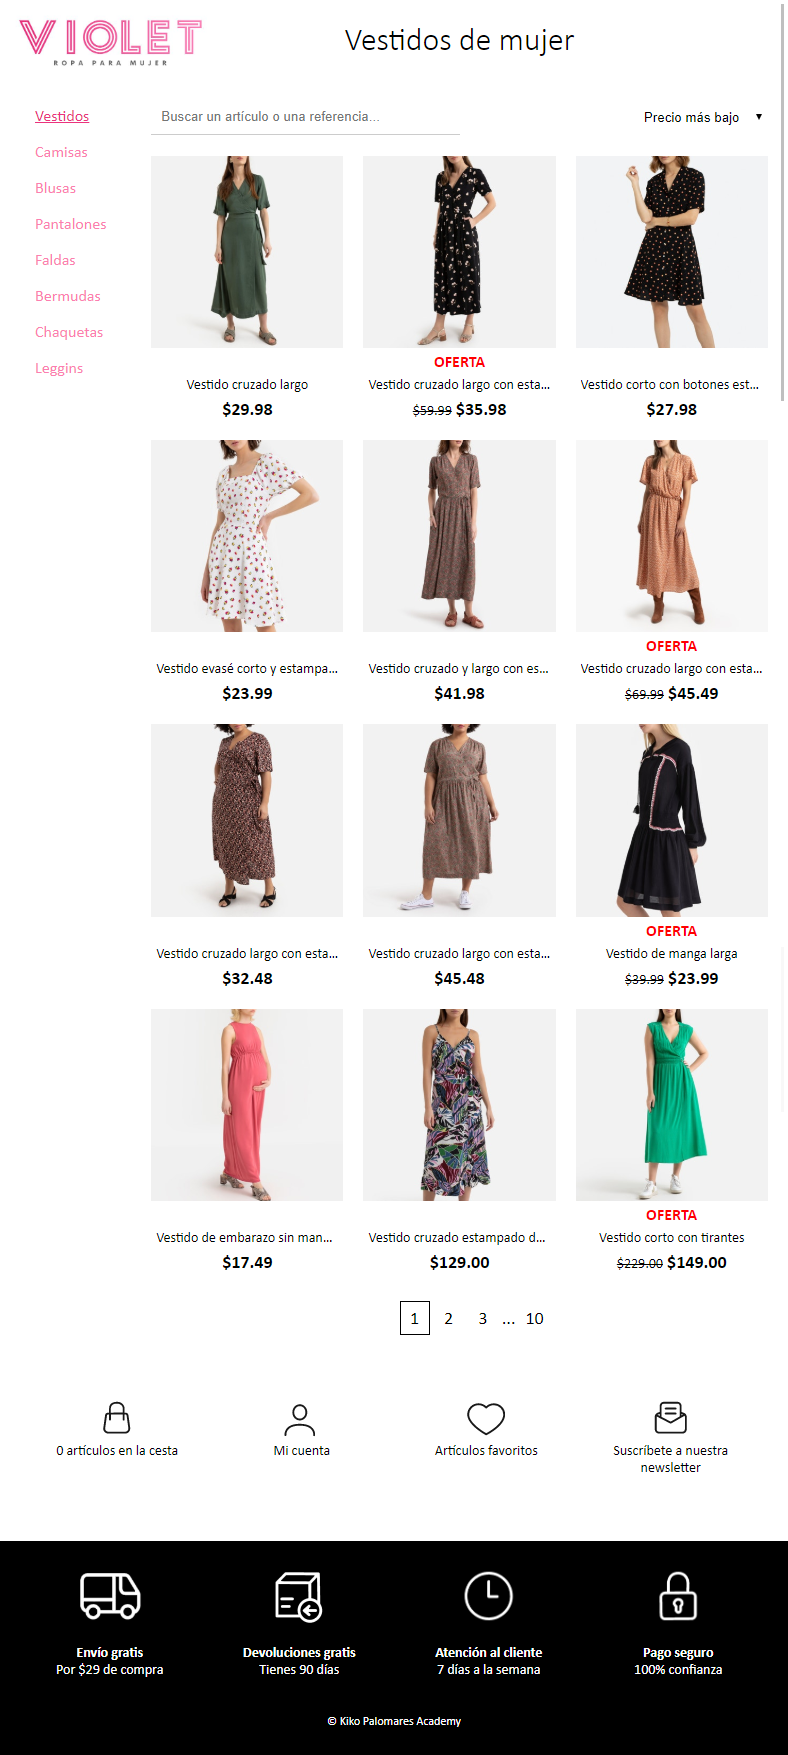 VIOLET
ROPA PARA MUJER
Vestidos de mujer
Vestidos
Camisas
Blusas
Pantalones
Faldas
Bermudas
Chaquetas
Leggins
Buscar un artículo o una referencia...
Precio más bajo
Vestido cruzado largo
$29.98
OFERTA
Vestido cruzado largo con esta...
$59.99 $35.98
Vestido corto con botones est...
$27.98
Vestido evasé corto y estampa...
$23.99
Vestido cruzado y largo con es...
$41.98
OFERTA
Vestido cruzado largo con esta...
$69.99 $45.49
Vestido cruzado largo con esta...
$32.48
Vestido cruzado largo con esta...
$45.48
OFERTA
Vestido de manga larga
$39.99 $23.99
Vestido de embarazo sin man...
$17.49
Vestido cruzado estampado d...
$129.00
OFERTA
Vestido corto con tirantes
$229.00 $149.00
1 2 3 ... 10
0 artículos en la cesta
Mi cuenta
Artículos favoritos
Suscríbete a nuestra
newsletter
Envío gratis
Por $29 de compra
Devoluciones gratis
Tienes 90 días
Atención al cliente
7 días a la semana
Pago seguro
100% confianza
© Kiko Palomares Academy